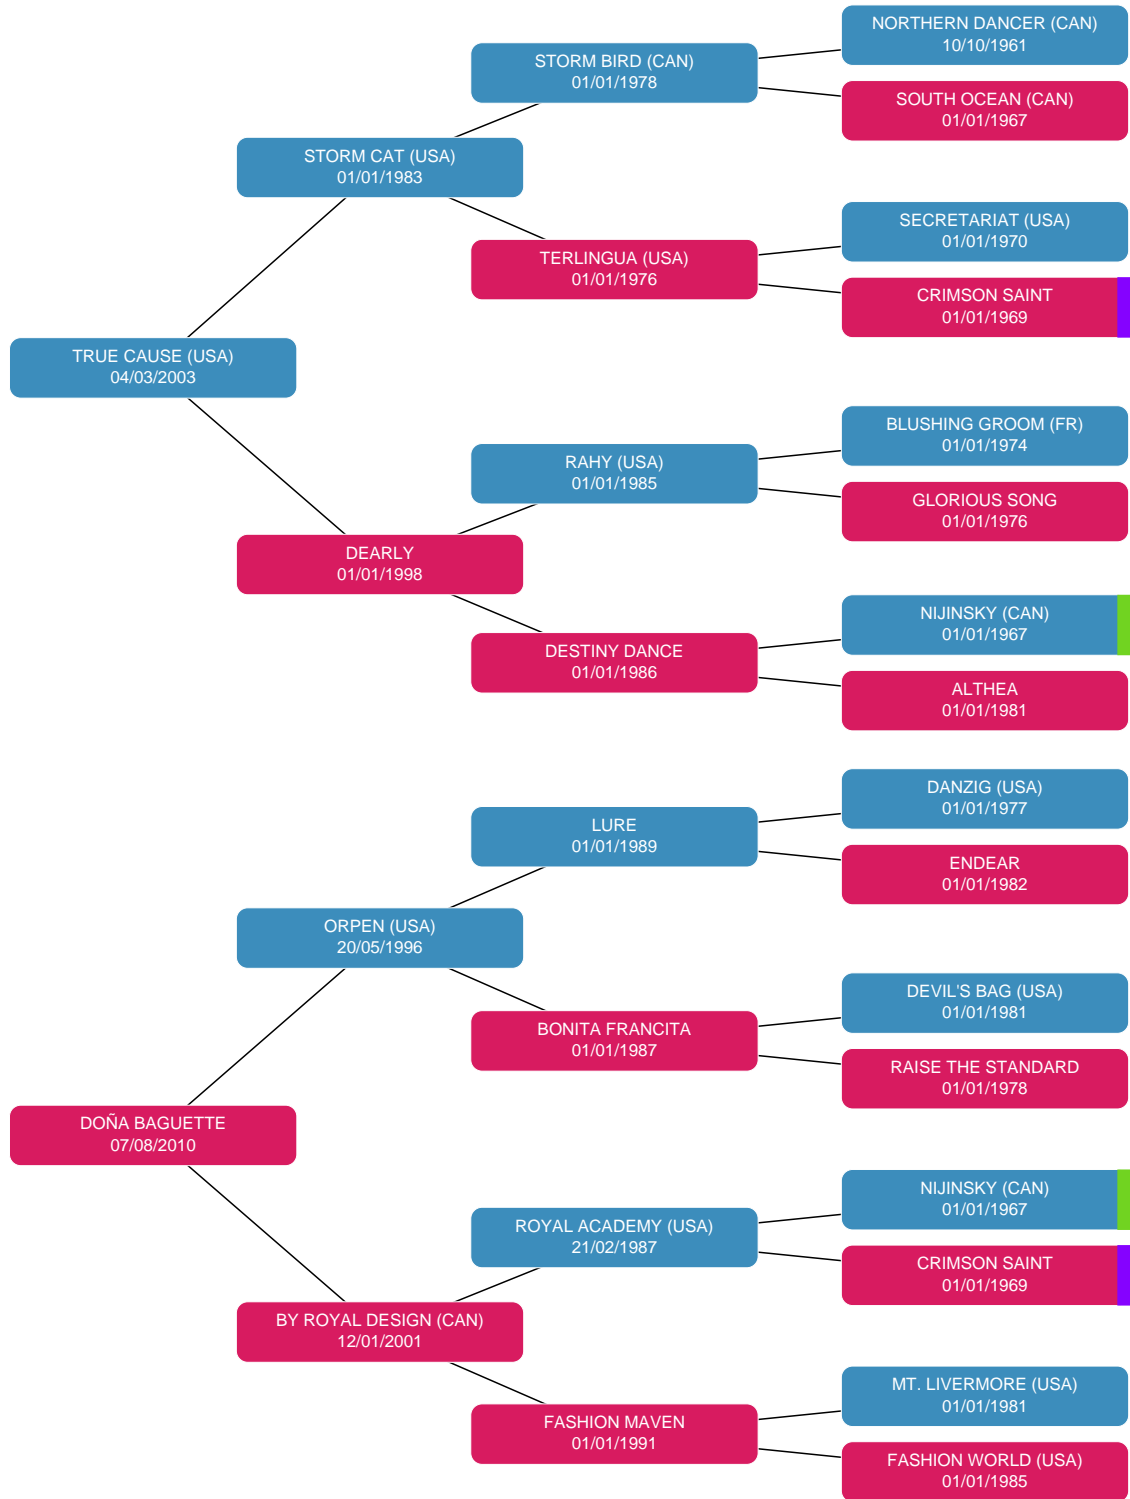 NORTHERN DANCER (CAN)
10/10/1961
STORM BIRD (CAN)
01/01/1978
SOUTH OCEAN (CAN)
01/01/1967
STORM CAT (USA)
01/01/1983
SECRETARIAT (USA)
01/01/1970
TERLINGUA (USA)
01/01/1976
CRIMSON SAINT
01/01/1969
TRUE CAUSE (USA)
04/03/2003
BLUSHING GROOM (FR)
01/01/1974
RAHY (USA)
01/01/1985
GLORIOUS SONG
01/01/1976
DEARLY
01/01/1998
NIJINSKY (CAN)
01/01/1967
DESTINY DANCE
01/01/1986
ALTHEA
01/01/1981
DANZIG (USA)
01/01/1977
LURE
01/01/1989
ENDEAR
01/01/1982
ORPEN (USA)
20/05/1996
DEVIL'S BAG (USA)
01/01/1981
BONITA FRANCITA
01/01/1987
RAISE THE STANDARD
01/01/1978
DOÑA BAGUETTE
07/08/2010
NIJINSKY (CAN)
01/01/1967
ROYAL ACADEMY (USA)
21/02/1987
CRIMSON SAINT
01/01/1969
BY ROYAL DESIGN (CAN)
12/01/2001
MT. LIVERMORE (USA)
01/01/1981
FASHION MAVEN
01/01/1991
FASHION WORLD (USA)
01/01/1985